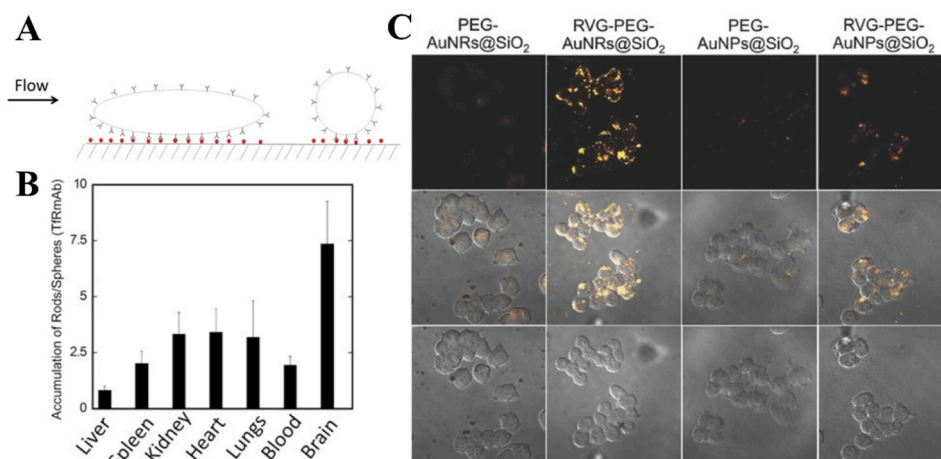 A
Flow
B
Accumulation of Rods/Spheres (TfRmAb)
10
7.5
5
2.5
0
Liver
Spleen
Kidney
Heart
Lungs
Blood
Brain
C
PEG-
AuNRs@SiO2
RVG-PEG-
AuNRs@SiO2
PEG-
AuNPs@SiO2
RVG-PEG-
AuNPs@SiO2